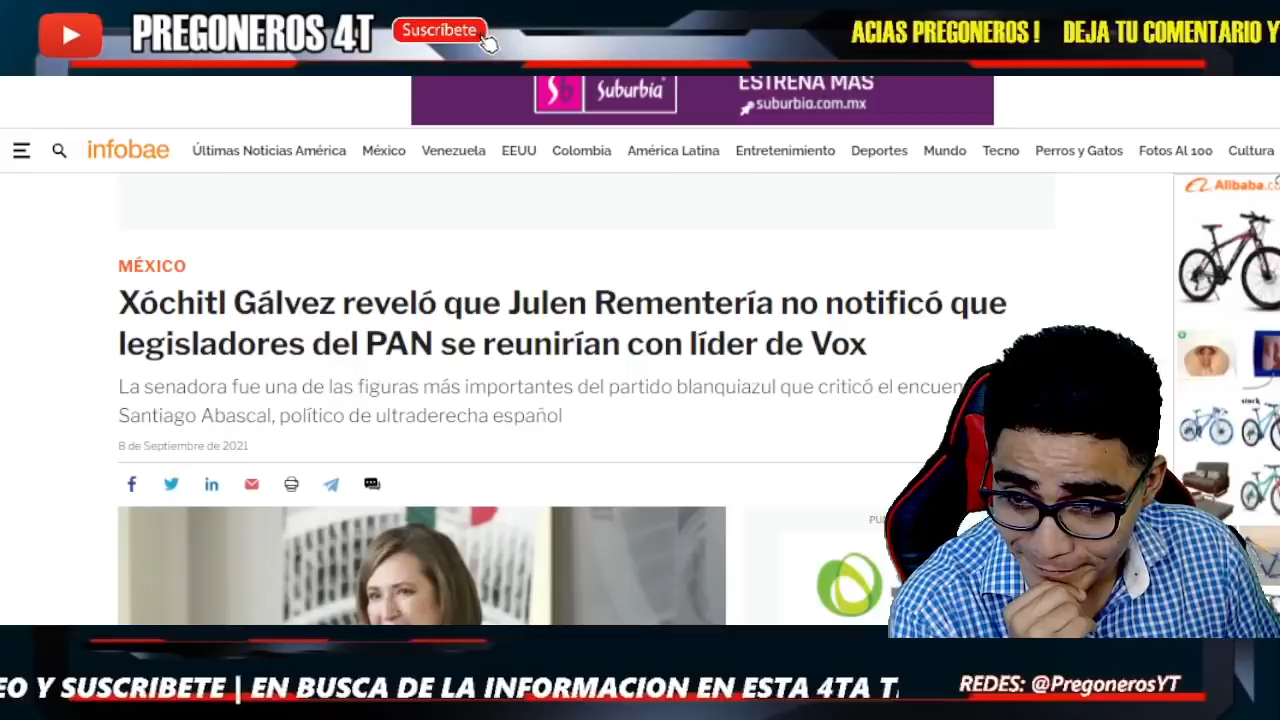 PREGONEROS 4T
Suscríbete
ACIAS PREGONEROS ! DEJA TU COMENTARIO Y
Sb Suburbia
ESTRENA MÁS
suburbia.com.mx
infobae Últimas Noticias América México Venezuela EEUU Colombia América Latina Entretenimiento Deportes Mundo Tecno Perros y Gatos Fotos Al 100 Cultura
Alibaba.co
MÉXICO
Xóchitl Gálvez reveló que Julen Rementería no notificó que
legisladores del PAN se reunirían con líder de Vox
La senadora fue una de las figuras más importantes del partido blanquiazul que criticó el
Santiago Abascal, político de ultraderecha español
8 de Septiembre de 2021
EO Y SUSCRIBETE | EN BUSCA DE LA INFORMACION EN ESTA 4TA T
REDES: @PregonerosYT